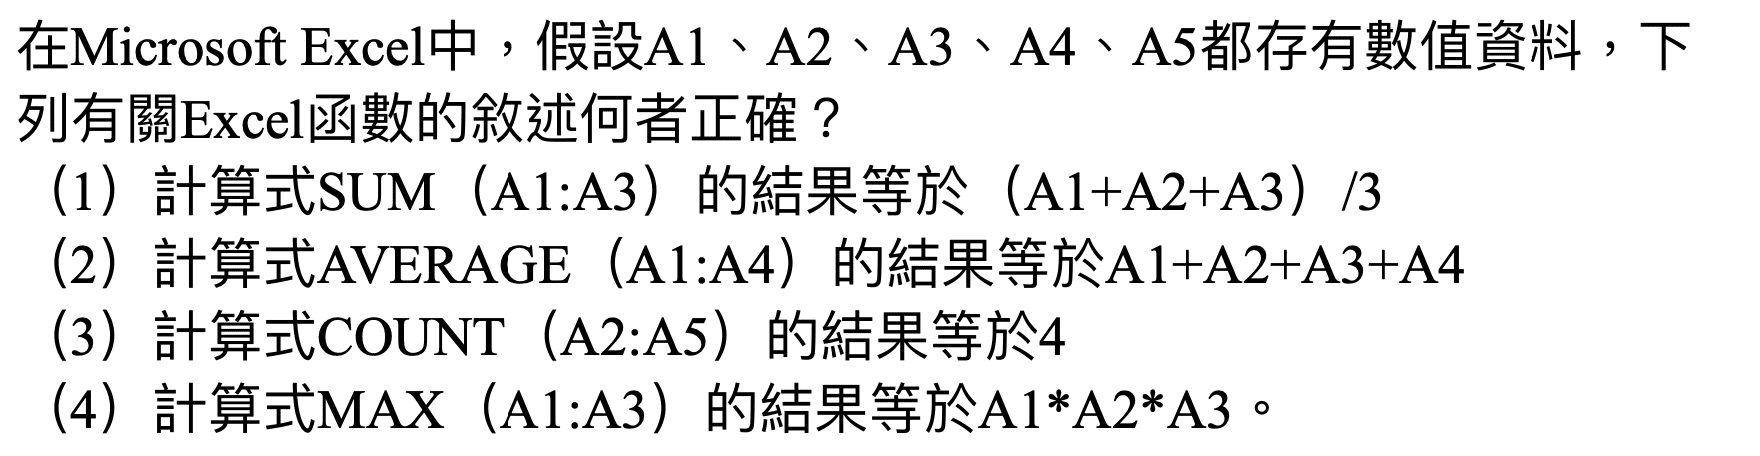 在Microsoft Excel中，假設A1、A2、A3、A4、A5都存有數值資料，下
列有關Excel函數的敘述何者正確？
（1）計算式SUM（A1:A3）的結果等於（A1+A2+A3）/3
（2）計算式AVERAGE（A1:A4）的結果等於A1+A2+A3+A4
（3）計算式COUNT（A2:A5）的結果等於4
（4）計算式MAX（A1:A3）的結果等於A1*A2*A3。